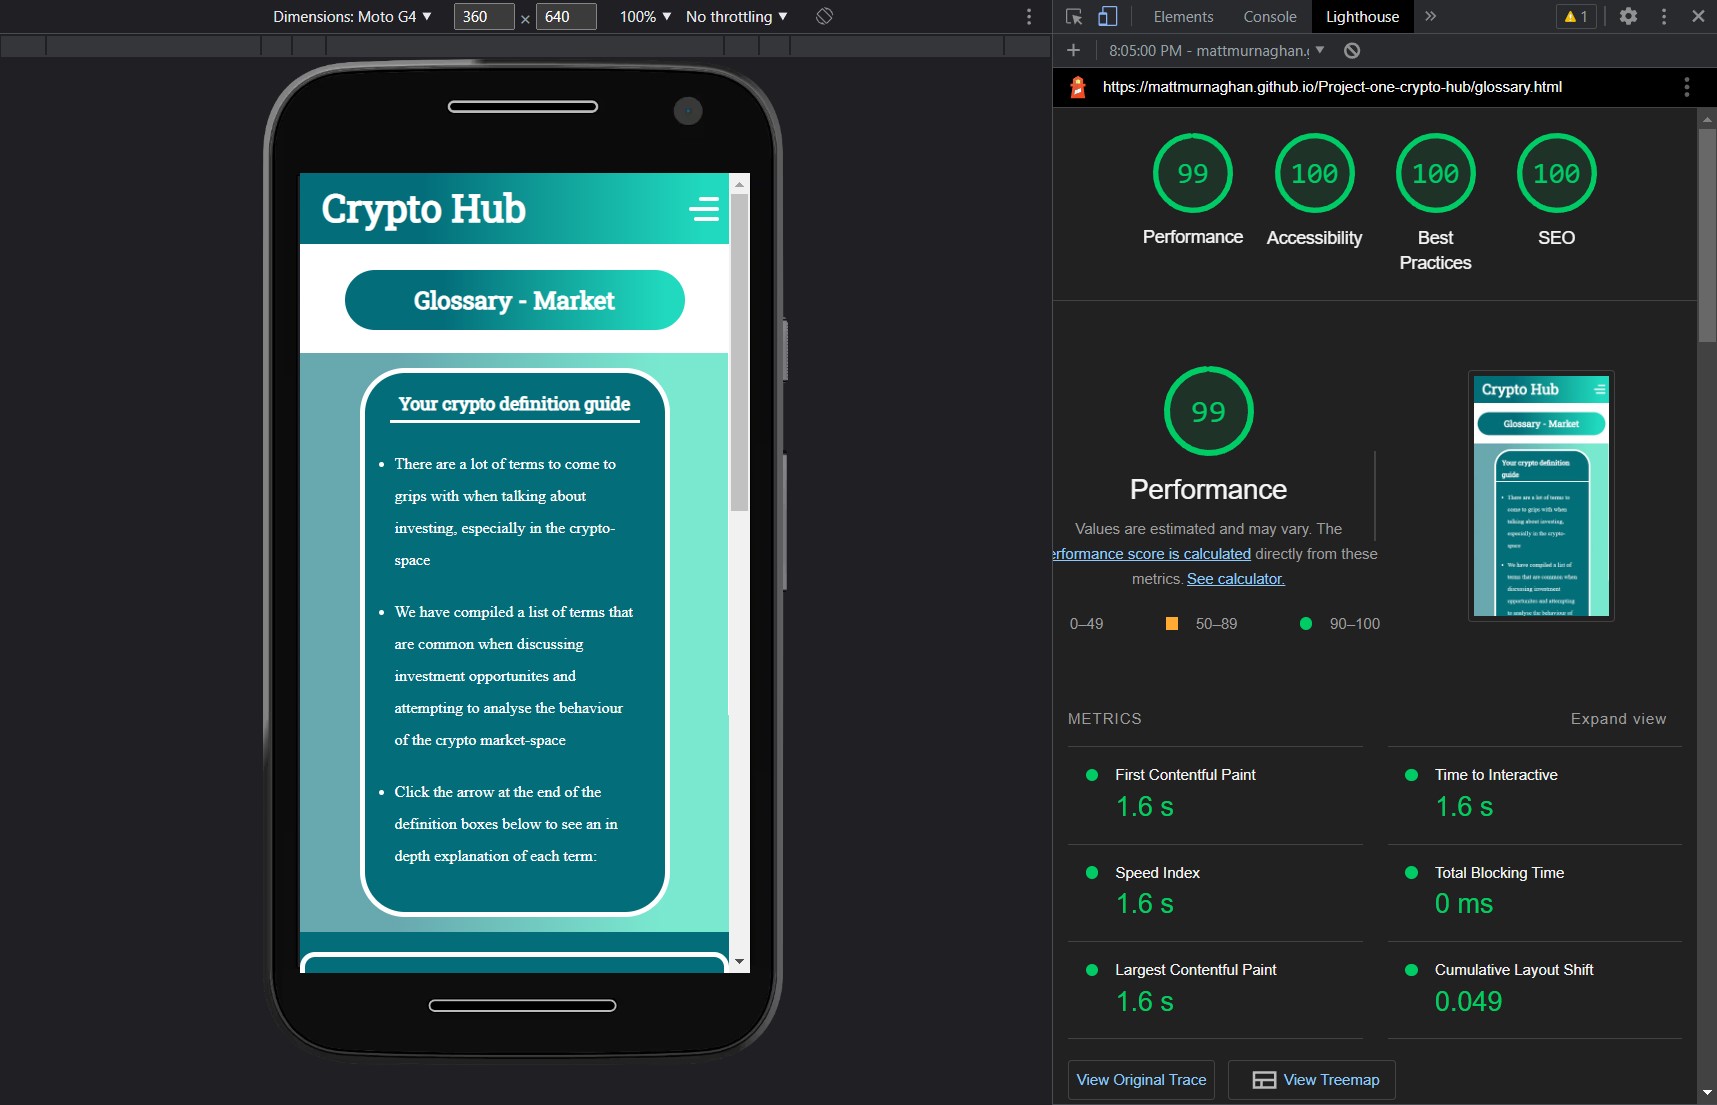 Dimensions: Moto G4 ▼ 360 × 640 100% ▼ No throttling ▼
Elements Console Lighthouse » 1
8:05:00 PM - mattmurnaghan.g ▼
https://mattmurnaghan.github.io/Project-one-crypto-hub/glossary.html
Crypto Hub
Glossary - Market
Your crypto definition guide
• There are a lot of terms to come to
grips with when talking about
investing, especially in the crypto-
space
• We have compiled a list of terms that
are common when discussing
investment opportunites and
attempting to analyse the behaviour
of the crypto market-space
• Click the arrow at the end of the
definition boxes below to see an in
depth explanation of each term:
99 100 100 100
Performance Accessibility Best
Practices SEO
99
Performance
Values are estimated and may vary. The
erformance score is calculated directly from these
metrics. See calculator.
0–49 50–89 90–100
Crypto Hub
Glossary - Market
Your crypto definition
guide
• There are a lot of terms to
come to grips with when
talking about investing,
especially in the crypto-
space
• We have compiled a list of
terms that are common when
discussing investment
opportunites and attempting
to analyse the behaviour of
METRICS Expand view
First Contentful Paint
1.6 s
Time to Interactive
1.6 s
Speed Index
1.6 s
Total Blocking Time
0 ms
Largest Contentful Paint
1.6 s
Cumulative Layout Shift
0.049
View Original Trace View Treemap